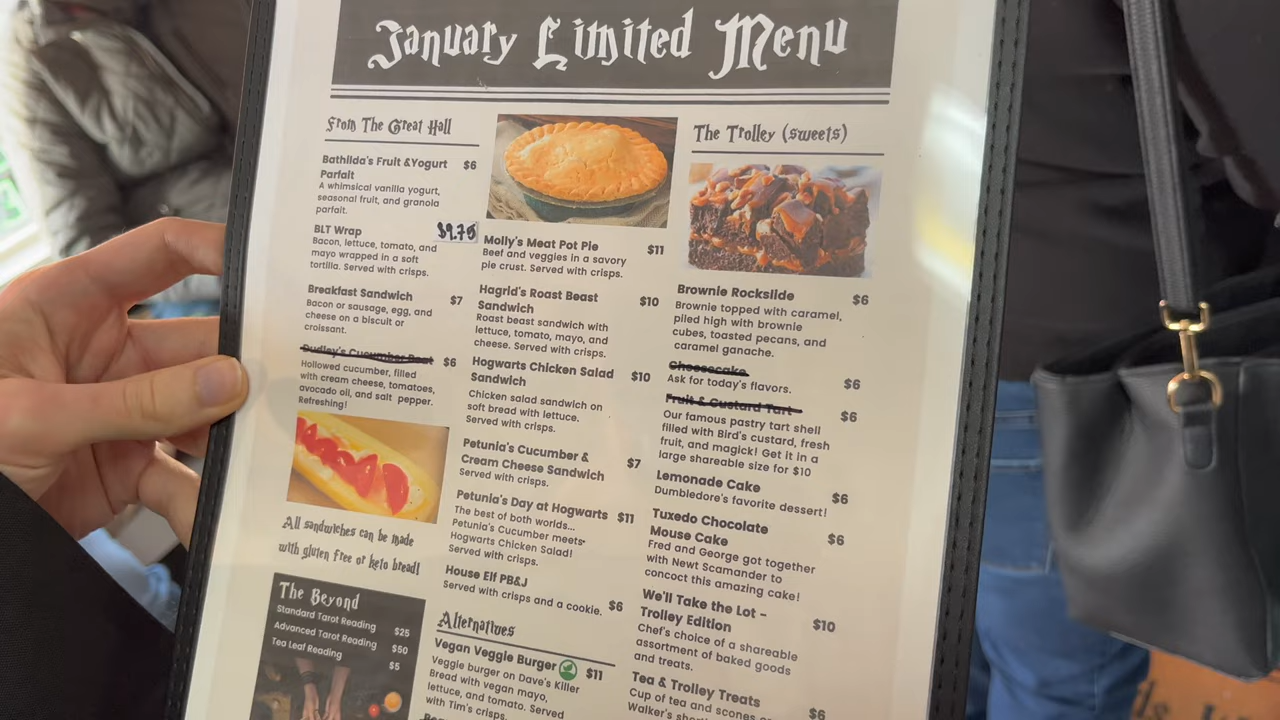 January Limited Menu
From The Great Hall
Bathilda's Fruit &Yogurt $6
Parfait
A whimsical vanilla yogurt,
seasonal fruit, and granola
parfait.
BLT Wrap $9.75
Bacon, lettuce, tomato, and
mayo wrapped in a soft
tortilla. Served with crisps.
Breakfast Sandwich $7
Bacon or sausage, egg, and
cheese on a biscuit or
croissant.
Dudley's Cucumber Boat $6
Hollowed cucumber, filled
with cream cheese, tomatoes,
avocado oil, and salt pepper.
Refreshing!
All sandwiches can be made
with gluten free or keto bread!
The Beyond
Standard Tarot Reading $25
Advanced Tarot Reading $50
Tea Leaf Reading $5
Molly's Meat Pot Pie $11
Beef and veggies in a savory
pie crust. Served with crisps.
Hagrid's Roast Beast $10
Sandwich
Roast beast sandwich with
lettuce, tomato, mayo, and
cheese. Served with crisps.
Hogwarts Chicken Salad $10
Sandwich
Chicken salad sandwich on
soft bread with lettuce.
Served with crisps.
Petunia's Cucumber & $7
Cream Cheese Sandwich
Served with crisps.
Petunia's Day at Hogwarts $11
The best of both worlds...
Petunia's Cucumber meets
Hogwarts Chicken Salad!
Served with crisps.
House Elf PB&J $6
Served with crisps and a cookie.
Alternatives
Vegan Veggie Burger $11
Veggie burger on Dave's Killer
Bread with vegan mayo,
lettuce, and tomato. Served
with Tim's crisps.
The Trolley (sweets)
Brownie Rockslide $6
Brownie topped with caramel,
piled high with brownie
cubes, toasted pecans, and
caramel ganache.
Cheesecake $6
Ask for today's flavors.
Fruit & Custard Tart $6
Our famous pastry tart shell
filled with Bird's custard, fresh
fruit, and magick! Get it in a
large shareable size for $10
Lemonade Cake $6
Dumbledore's favorite dessert!
Tuxedo Chocolate $6
Mouse Cake
Fred and George got together
with Newt Scamander to
concoct this amazing cake!
We'll Take the Lot - $10
Trolley Edition
Chef's choice of a shareable
assortment of baked goods
and treats.
Tea & Trolley Treats $6
Cup of tea and scones or
Walker's